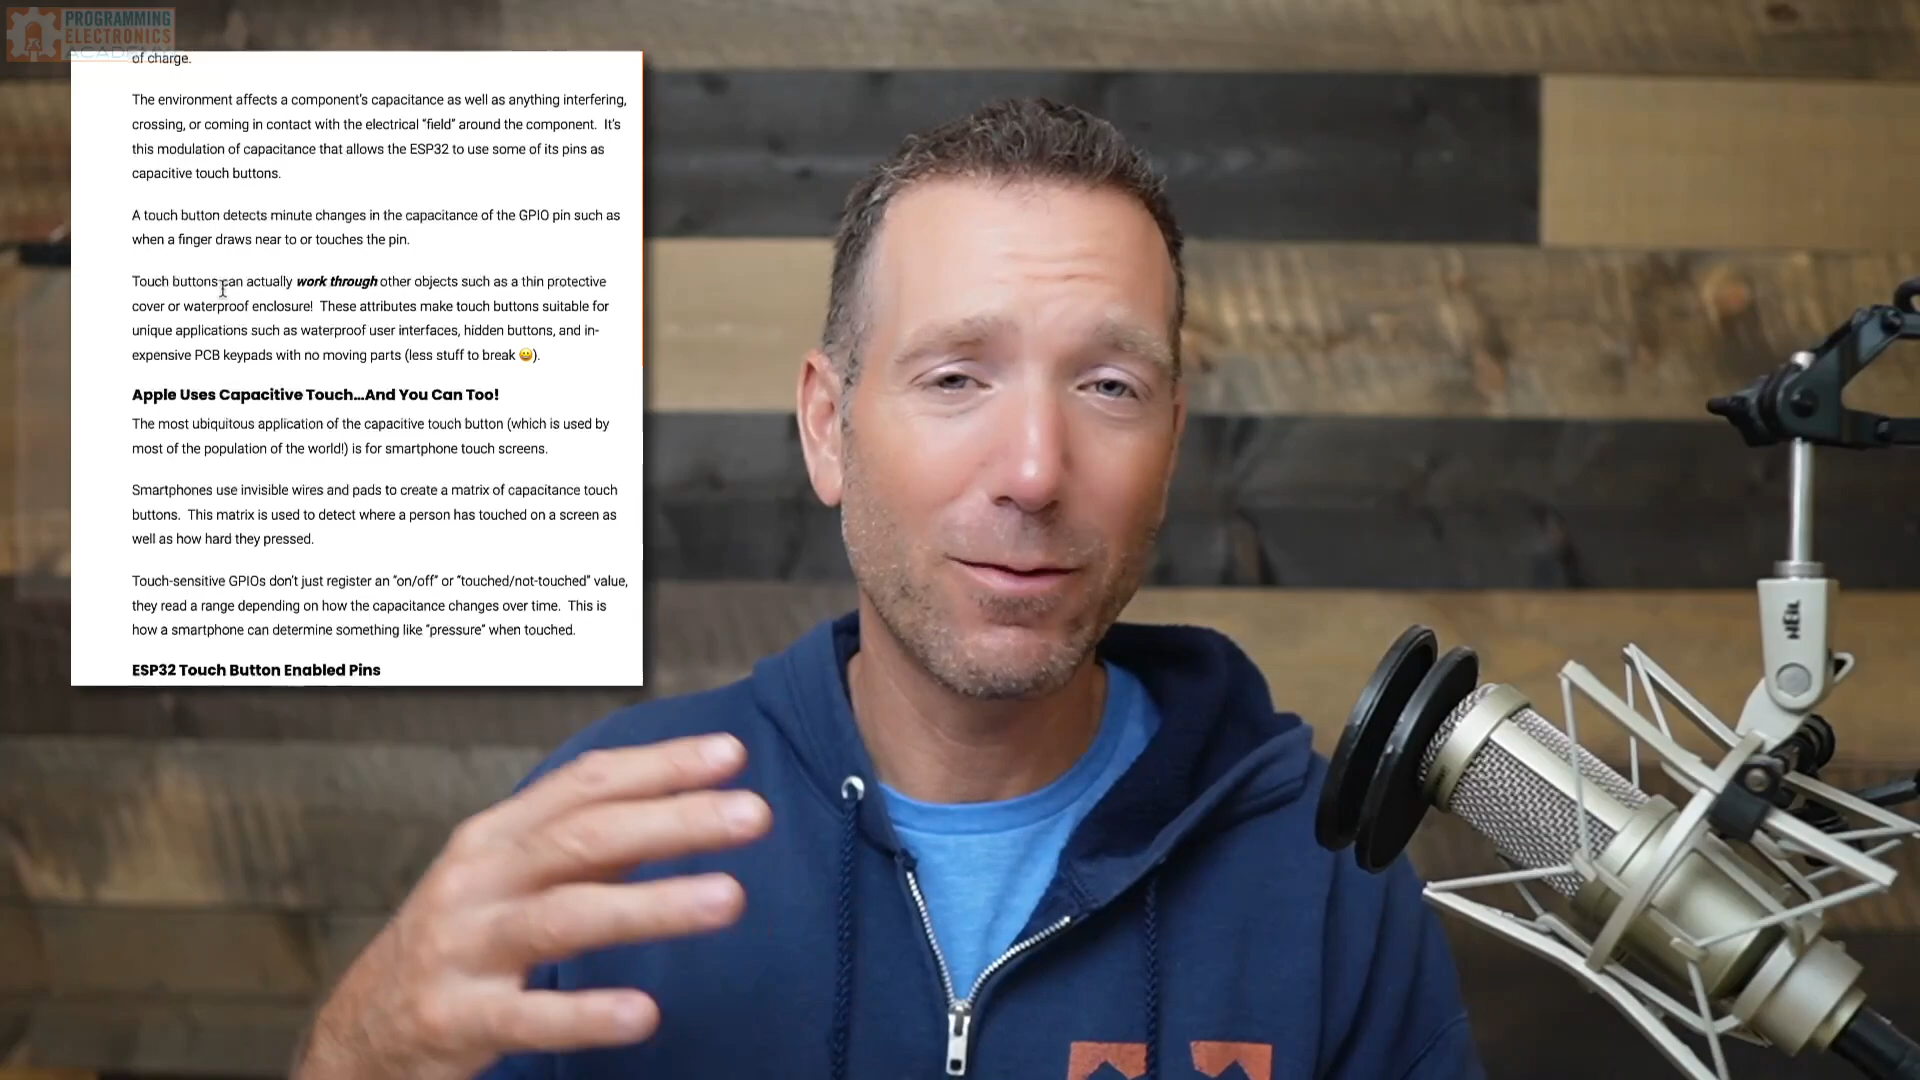 PROGRAMMING
ELECTRONICS
ACADEMY
of charge.
The environment affects a component's capacitance as well as anything interfering,
crossing, or coming in contact with the electrical “field” around the component.  It's
this modulation of capacitance that allows the ESP32 to use some of its pins as
capacitive touch buttons.
A touch button detects minute changes in the capacitance of the GPIO pin such as
when a finger draws near to or touches the pin.
Touch buttons can actually work through other objects such as a thin protective
cover or waterproof enclosure!  These attributes make touch buttons suitable for
unique applications such as waterproof user interfaces, hidden buttons, and in-
expensive PCB keypads with no moving parts (less stuff to break 😀).
Apple Uses Capacitive Touch…And You Can Too!
The most ubiquitous application of the capacitive touch button (which is used by
most of the population of the world!) is for smartphone touch screens.
Smartphones use invisible wires and pads to create a matrix of capacitance touch
buttons.  This matrix is used to detect where a person has touched on a screen as
well as how hard they pressed.
Touch-sensitive GPIOs don't just register an “on/off” or “touched/not-touched” value,
they read a range depending on how the capacitance changes over time.  This is
how a smartphone can determine something like “pressure” when touched.
ESP32 Touch Button Enabled Pins
HEiL